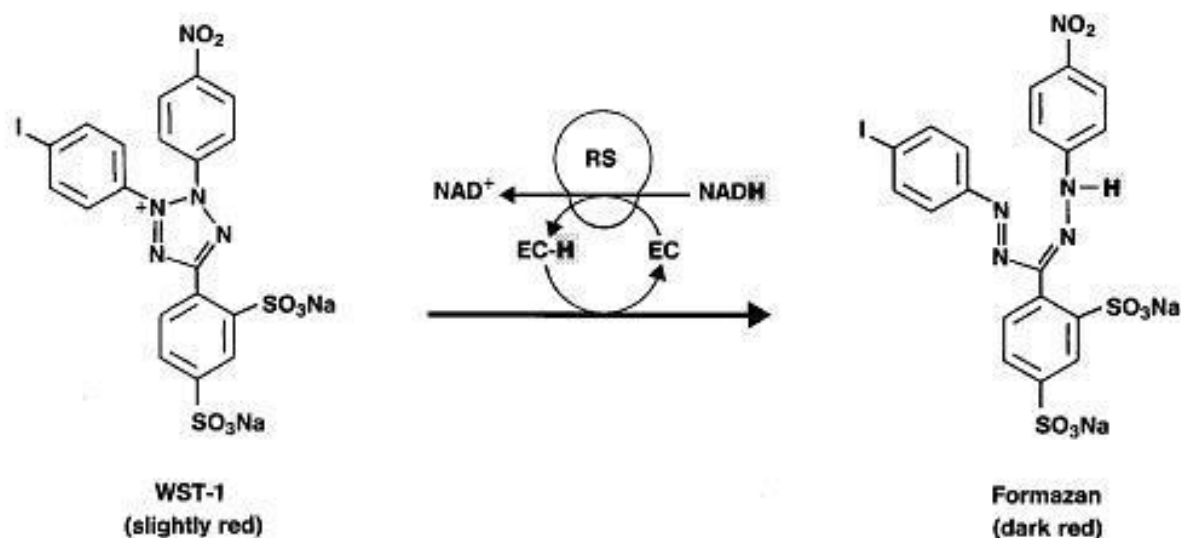 NO₂
I
N
+
N
N
N
SO₃Na
SO₃Na
WST-1
(slightly red)
RS
NAD⁺
NADH
EC-H
EC
NO₂
I
N
N
N-H
N
SO₃Na
SO₃Na
Formazan
(dark red)